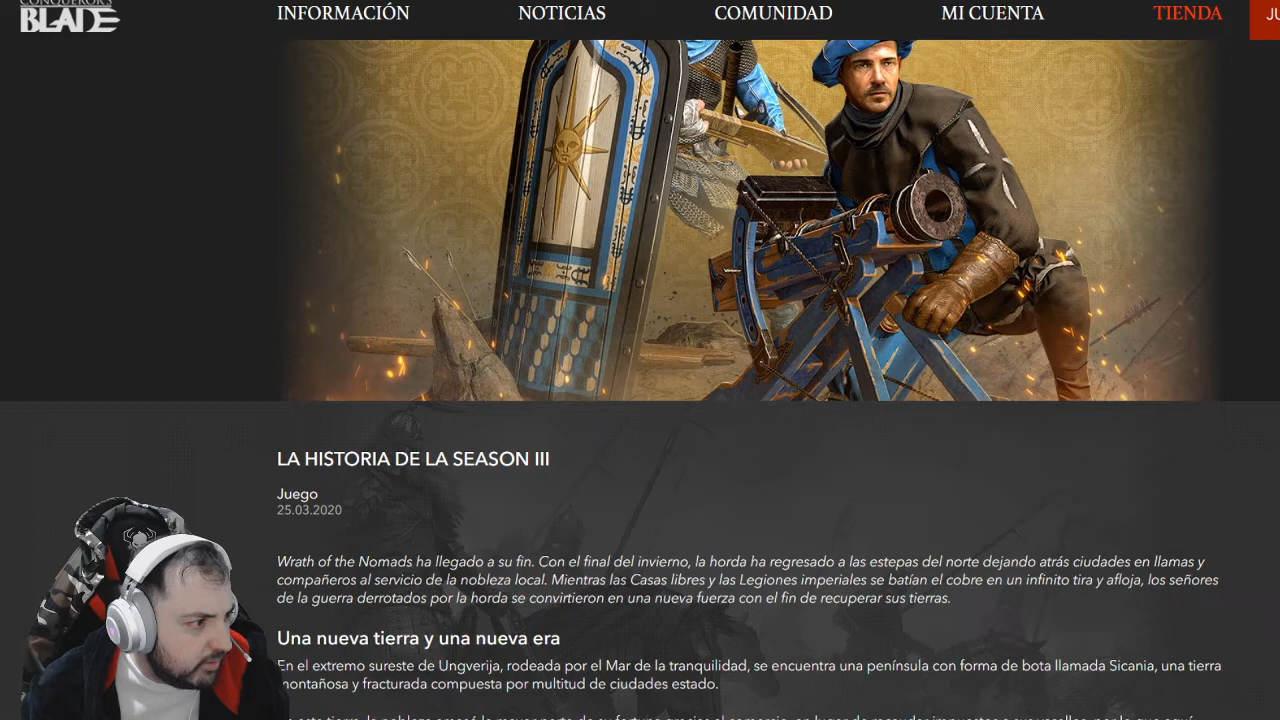 CONQUEROR'S
BLADE
INFORMACIÓN NOTICIAS COMUNIDAD MI CUENTA TIENDA JU
LA HISTORIA DE LA SEASON III
Juego
25.03.2020
Wrath of the Nomads ha llegado a su fin. Con el final del invierno, la horda ha regresado a las estepas del norte dejando atrás ciudades en llamas y
compañeros al servicio de la nobleza local. Mientras las Casas libres y las Legiones imperiales se batían el cobre en un infinito tira y afloja, los señores
de la guerra derrotados por la horda se convirtieron en una nueva fuerza con el fin de recuperar sus tierras.
Una nueva tierra y una nueva era
En el extremo sureste de Ungverija, rodeada por el Mar de la tranquilidad, se encuentra una península con forma de bota llamada Sicania, una tierra
montañosa y fracturada compuesta por multitud de ciudades estado.